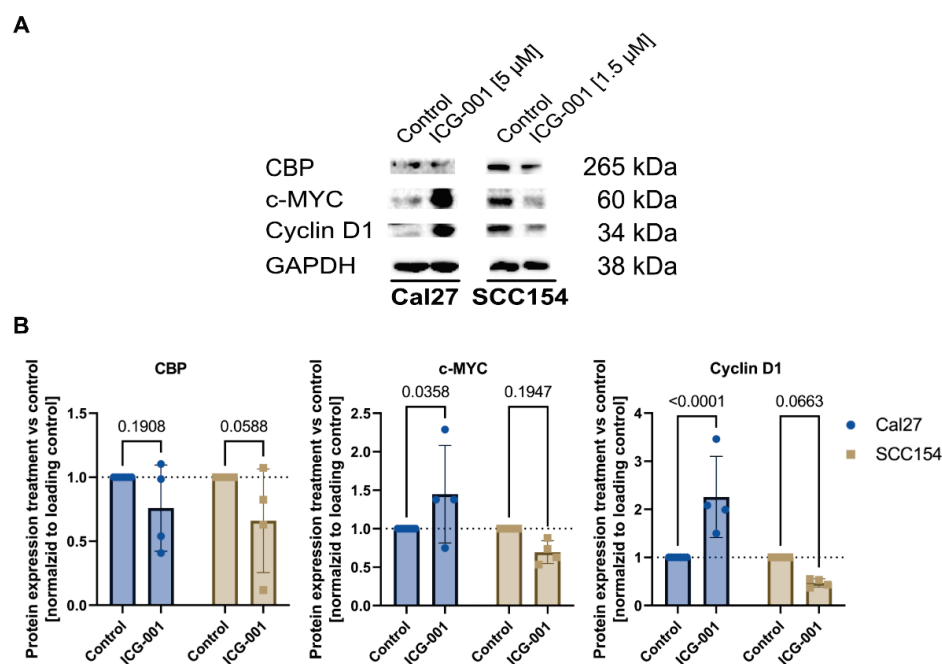 A
Control
ICG-001 [5 µM]
Control
ICG-001 [1.5 µM]
CBP 265 kDa
c-MYC 60 kDa
Cyclin D1 34 kDa
GAPDH 38 kDa
Cal27 SCC154
B
Protein expression treatment vs control
[normalzid to loading control]
CBP
1.5
1.0
0.5
0.0
0.1908
0.0588
Control
ICG-001
Control
ICG-001
Protein expression treatment vs control
[normalzid to loading control]
c-MYC
2.5
2.0
1.5
1.0
0.5
0.0
0.0358
0.1947
Control
ICG-001
Control
ICG-001
Protein expression treatment vs control
[normalzid to loading control]
Cyclin D1
4
3
2
1
0
<0.0001
0.0663
Control
ICG-001
Control
ICG-001
Cal27
SCC154